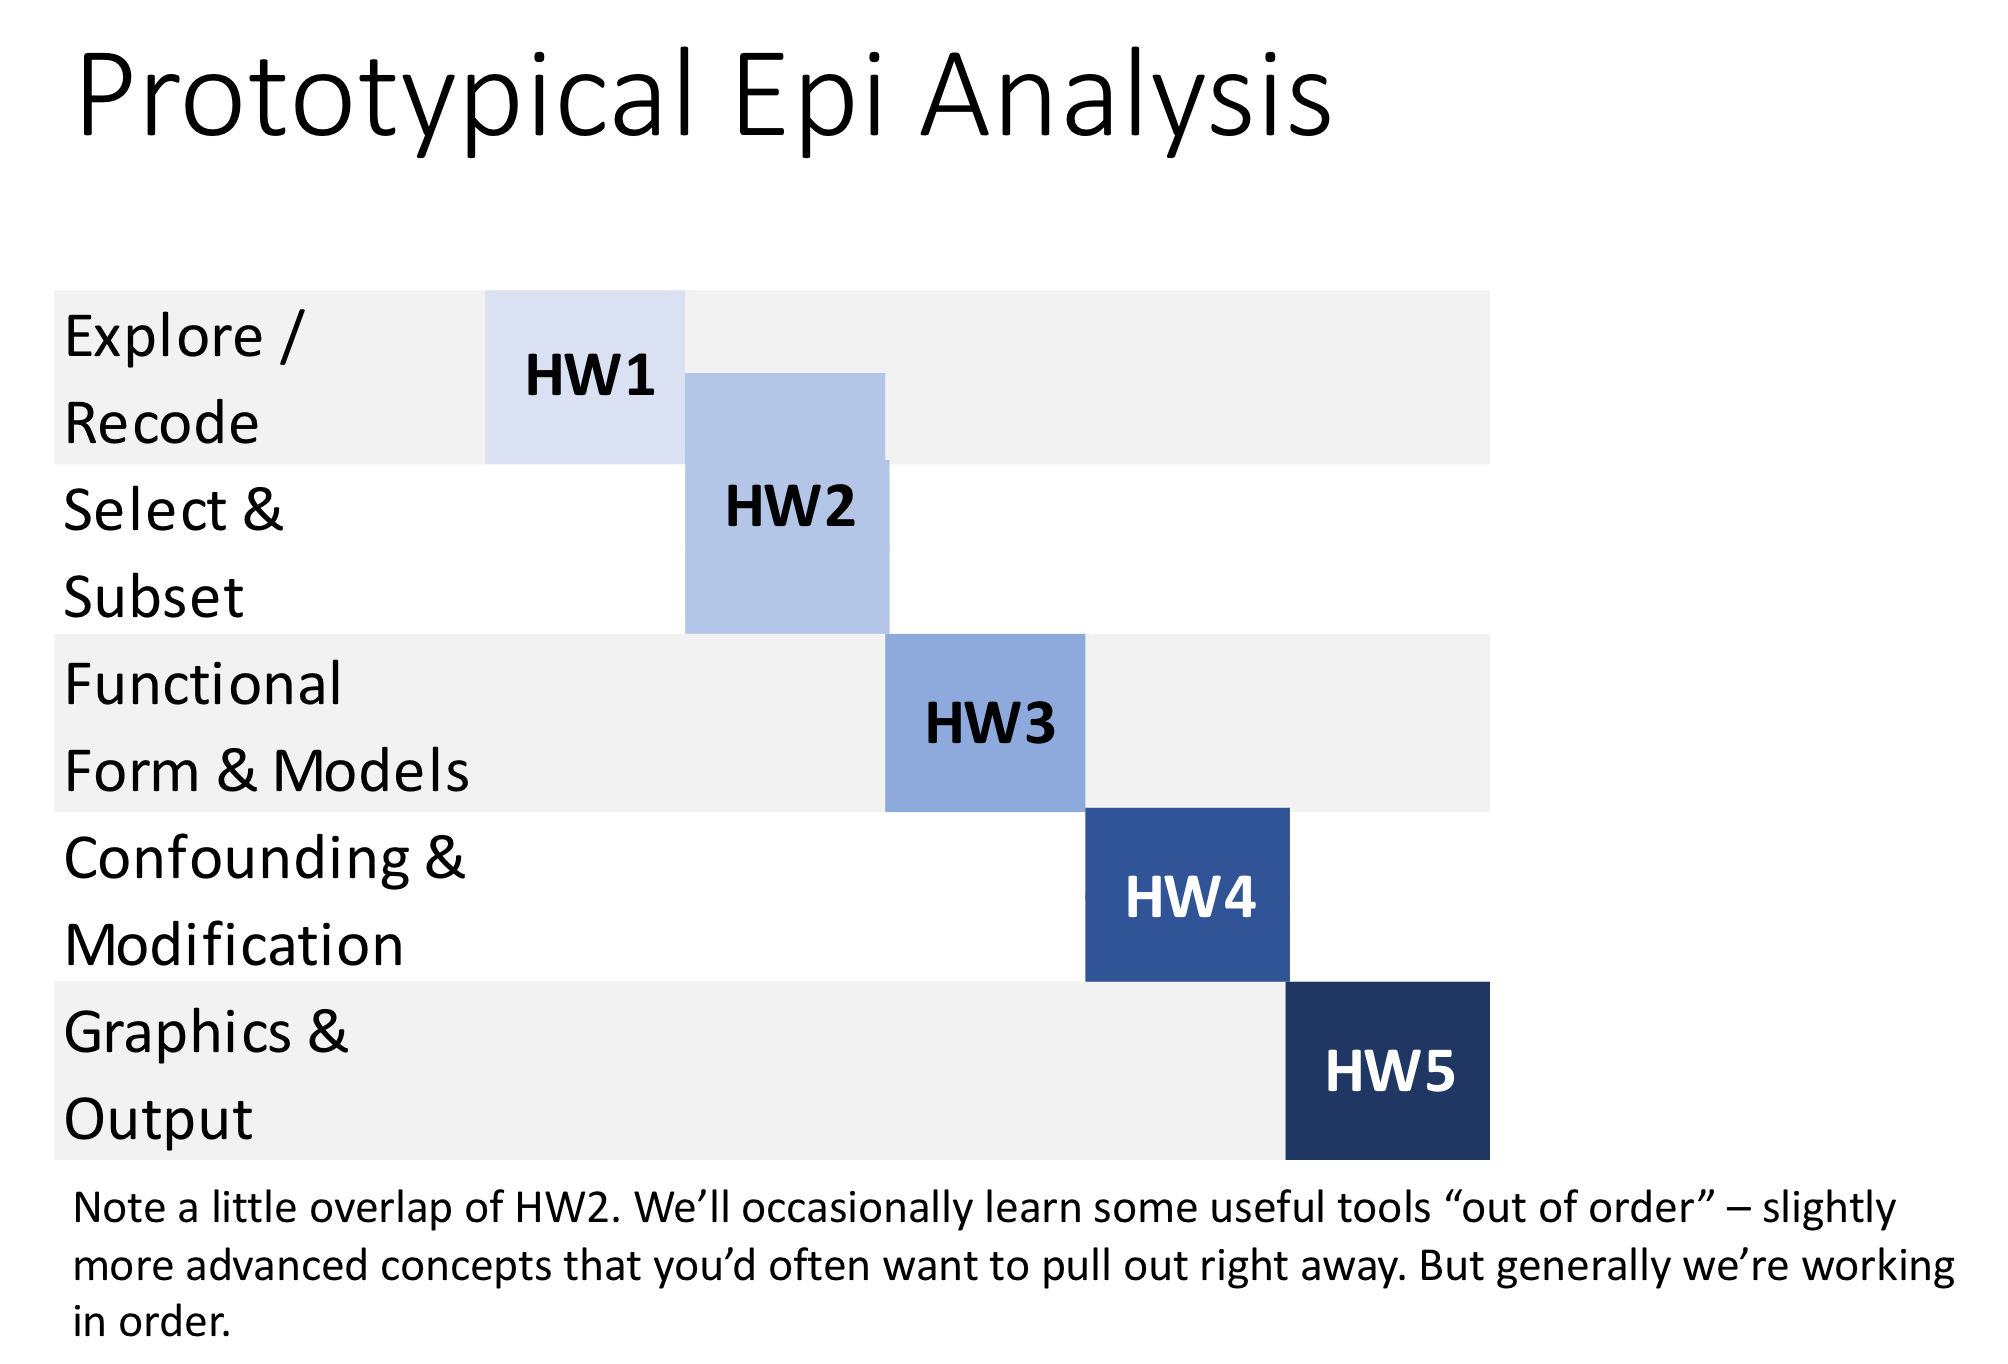 Prototypical Epi Analysis
Explore /
Recode
HW1
Select &
Subset
HW2
Functional
Form & Models
HW3
Confounding &
Modification
HW4
Graphics &
Output
HW5
Note a little overlap of HW2. We’ll occasionally learn some useful tools “out of order” – slightly
more advanced concepts that you’d often want to pull out right away. But generally we’re working
in order.